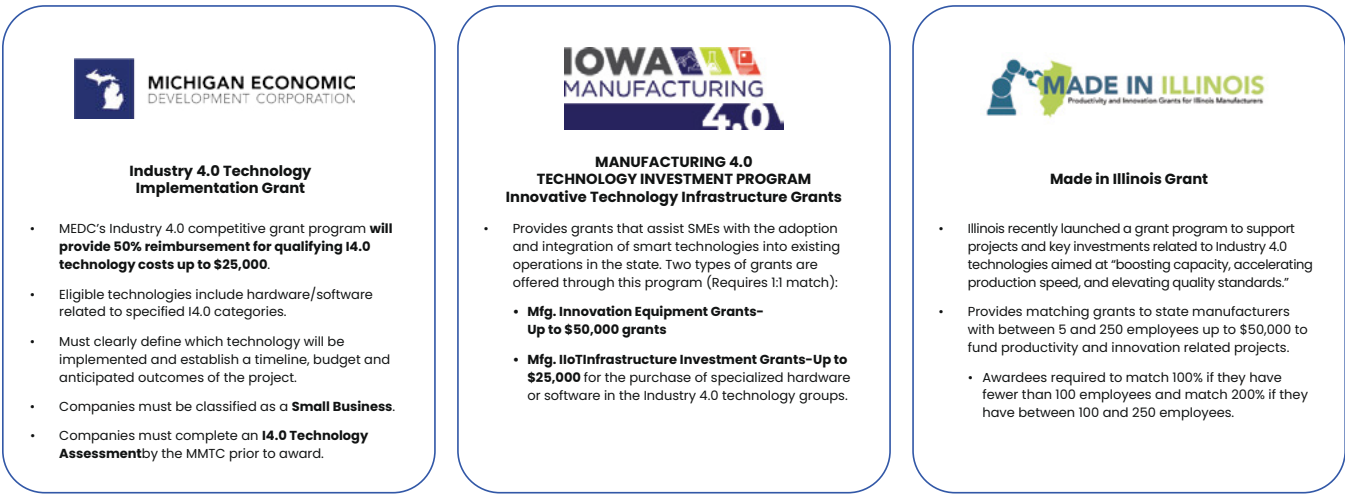 MICHIGAN ECONOMIC
DEVELOPMENT CORPORATION
Industry 4.0 Technology
Implementation Grant
• MEDC's Industry 4.0 competitive grant program will
provide 50% reimbursement for qualifying I4.0
technology costs up to $25,000.
• Eligible technologies include hardware/software
related to specified I4.0 categories.
• Must clearly define which technology will be
implemented and establish a timeline, budget and
anticipated outcomes of the project.
• Companies must be classified as a Small Business.
• Companies must complete an I4.0 Technology
Assessmentby the MMTC prior to award.
IOWA
MANUFACTURING
4.0
MANUFACTURING 4.0
TECHNOLOGY INVESTMENT PROGRAM
Innovative Technology Infrastructure Grants
• Provides grants that assist SMEs with the adoption
and integration of smart technologies into existing
operations in the state. Two types of grants are
offered through this program (Requires 1:1 match):
• Mfg. Innovation Equipment Grants-
Up to $50,000 grants
• Mfg. IIoTInfrastructure Investment Grants-Up to
$25,000 for the purchase of specialized hardware
or software in the Industry 4.0 technology groups.
MADE IN ILLINOIS
Productivity and Innovation Grants for Illinois Manufacturers
Made in Illinois Grant
• Illinois recently launched a grant program to support
projects and key investments related to Industry 4.0
technologies aimed at “boosting capacity, accelerating
production speed, and elevating quality standards.”
• Provides matching grants to state manufacturers
with between 5 and 250 employees up to $50,000 to
fund productivity and innovation related projects.
• Awardees required to match 100% if they have
fewer than 100 employees and match 200% if they
have between 100 and 250 employees.